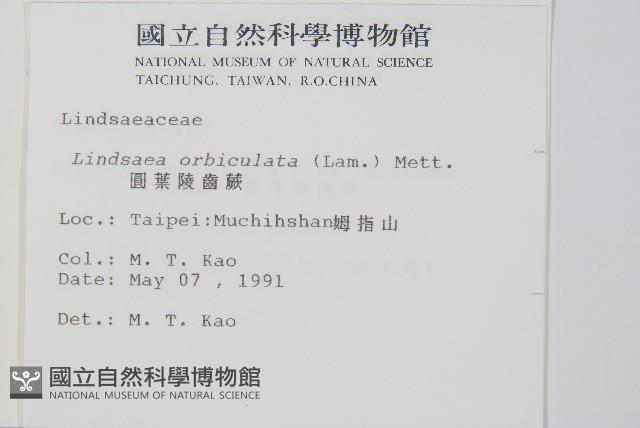 國立自然科學博物館
NATIONAL MUSEUM OF NATURAL SCIENCE
TAICHUNG, TAIWAN, R.O.CHINA
Lindsaeaceae
Lindsaea orbiculata (Lam.) Mett.
圓葉陵齒蕨
Loc.: Taipei:Muchihshan姆指山
Col.: M. T. Kao
Date: May 07 , 1991
Det.: M. T. Kao
國立自然科學博物館
NATIONAL MUSEUM OF NATURAL SCIENCE